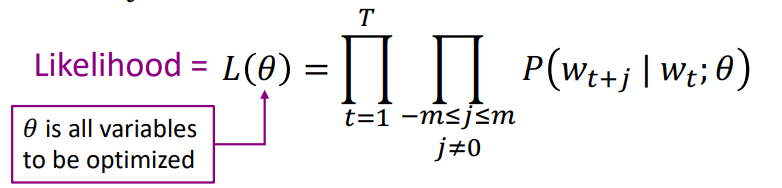 Likelihood = L(θ) = ∏ ∏ P(w_{t+j} | w_t; θ)
T
t=1 −m≤j≤m
j≠0
θ is all variables
to be optimized